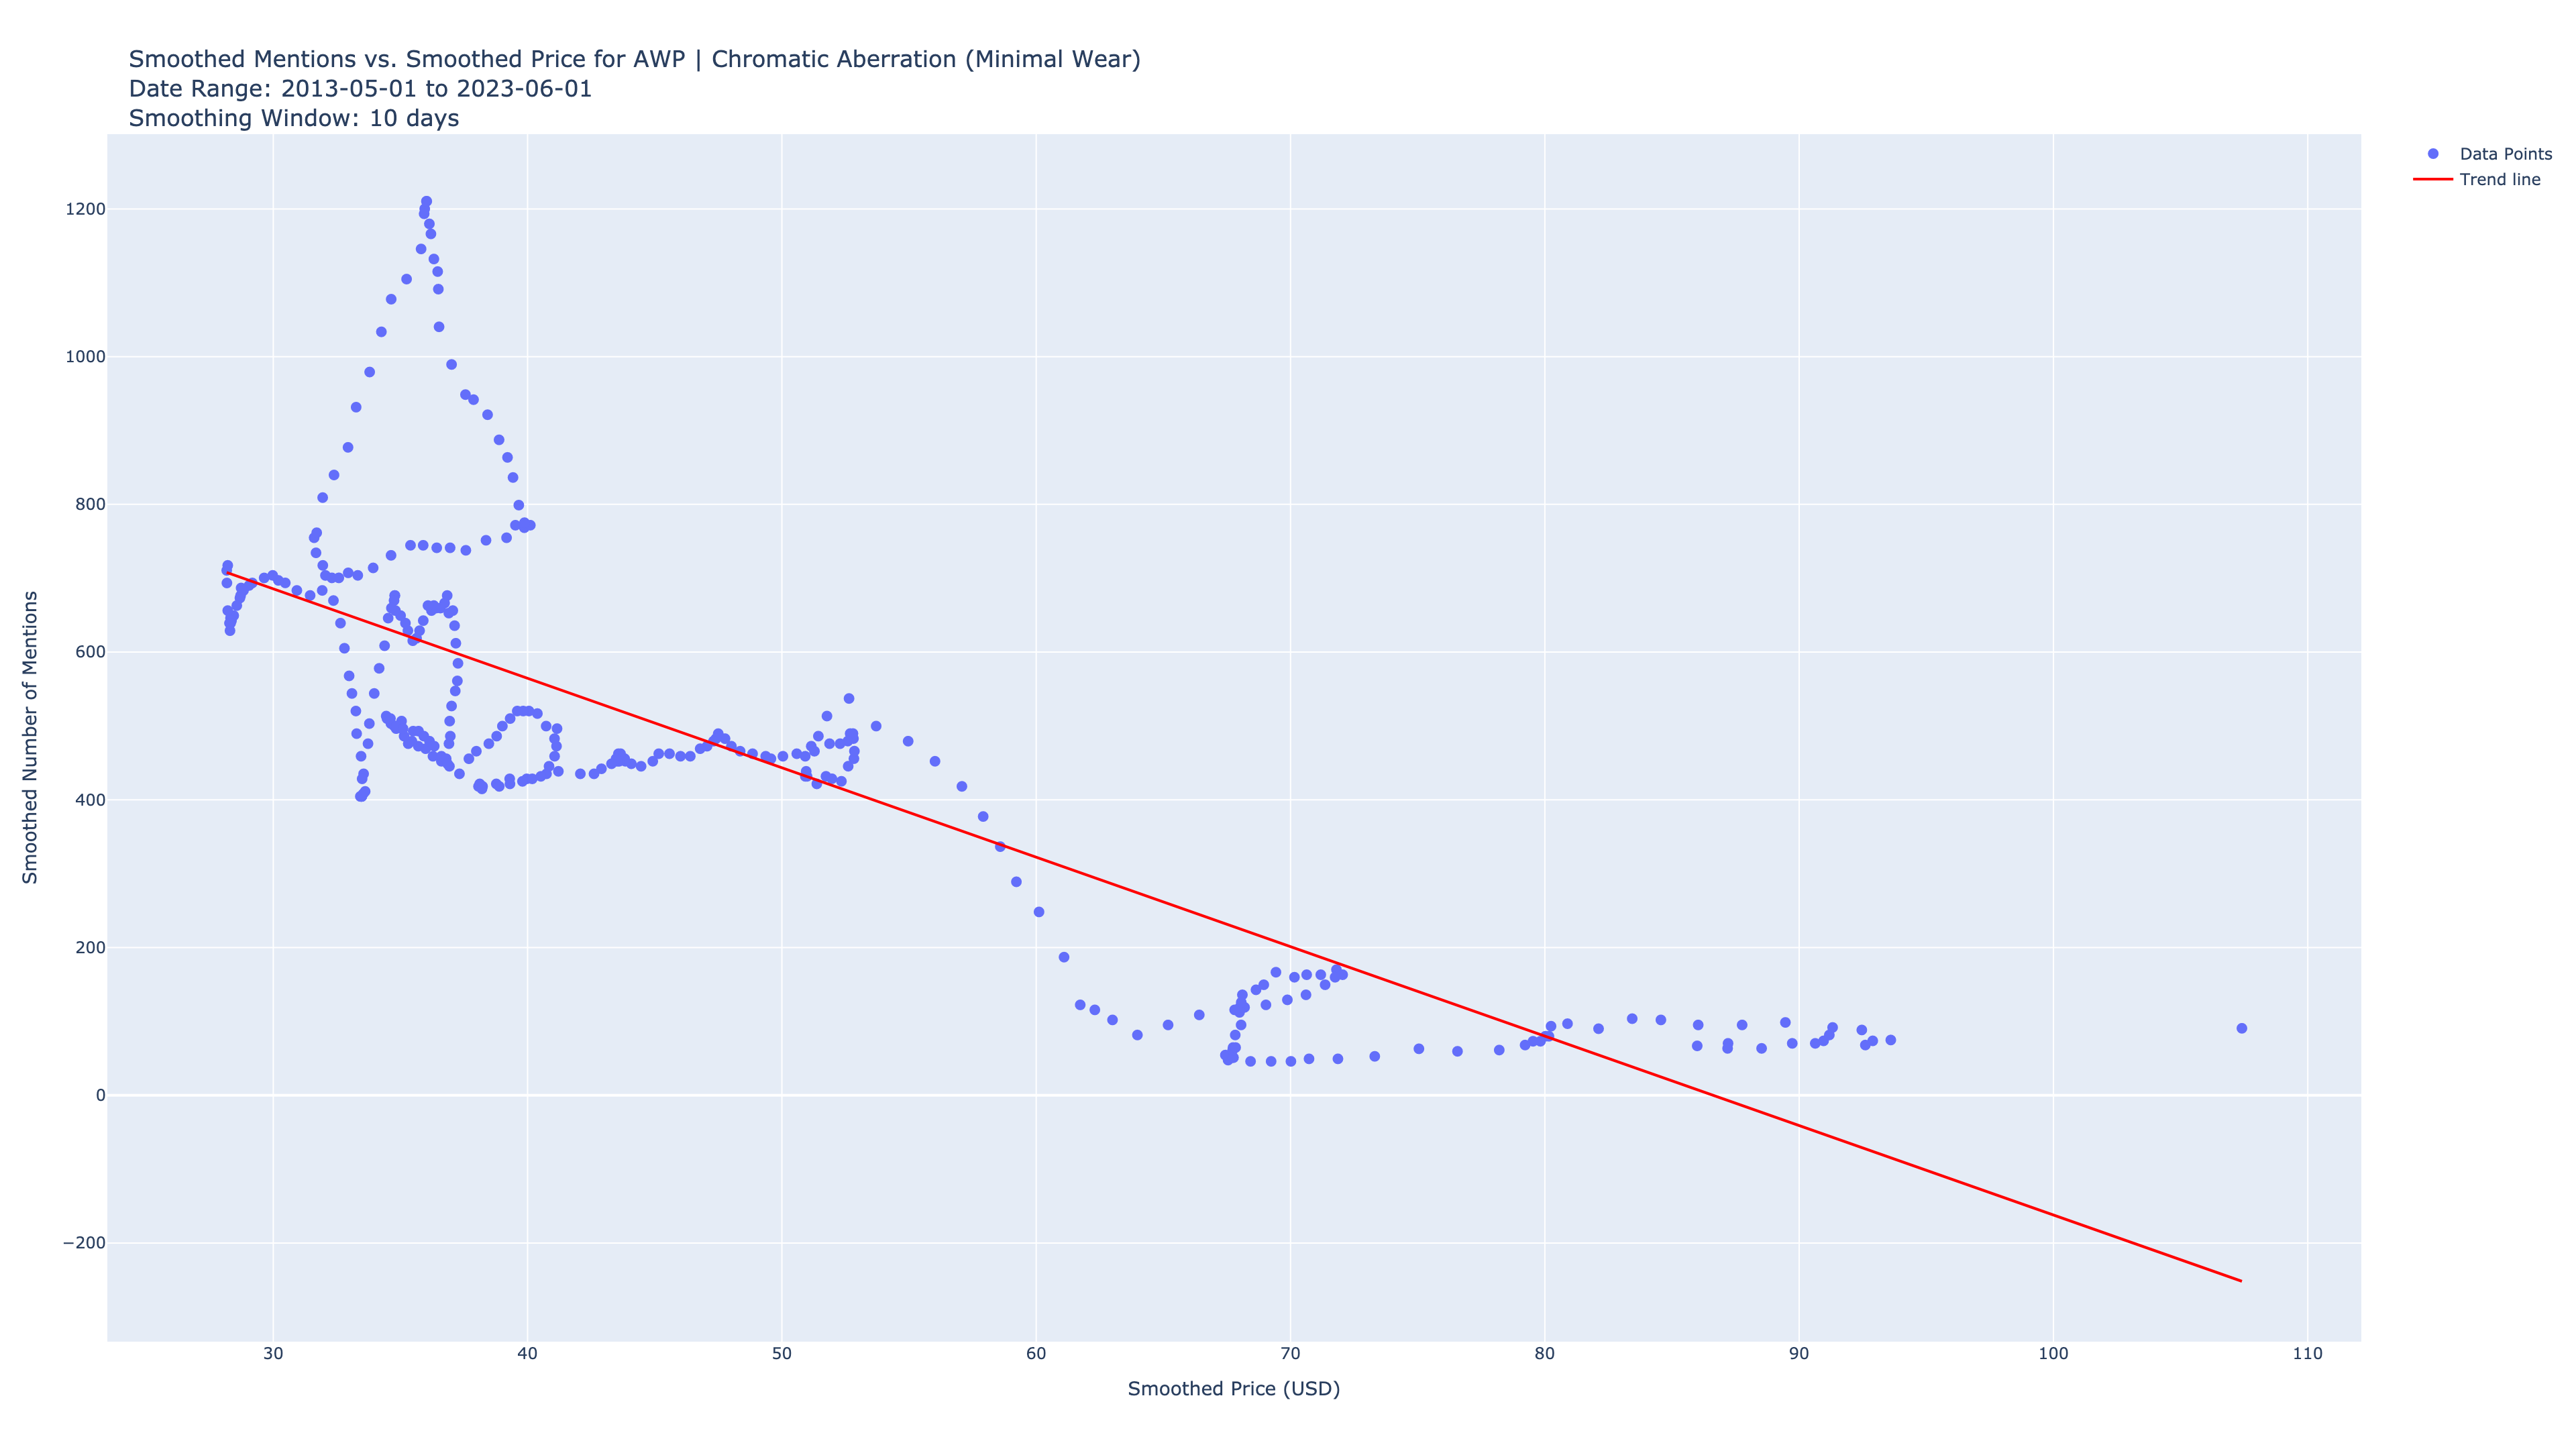 Smoothed Mentions vs. Smoothed Price for AWP | Chromatic Aberration (Minimal Wear)
Date Range: 2013-05-01 to 2023-06-01
Smoothing Window: 10 days
Data Points
Trend line
1200
1000
800
600
400
200
0
−200
Smoothed Number of Mentions
30
40
50
60
70
80
90
100
110
Smoothed Price (USD)